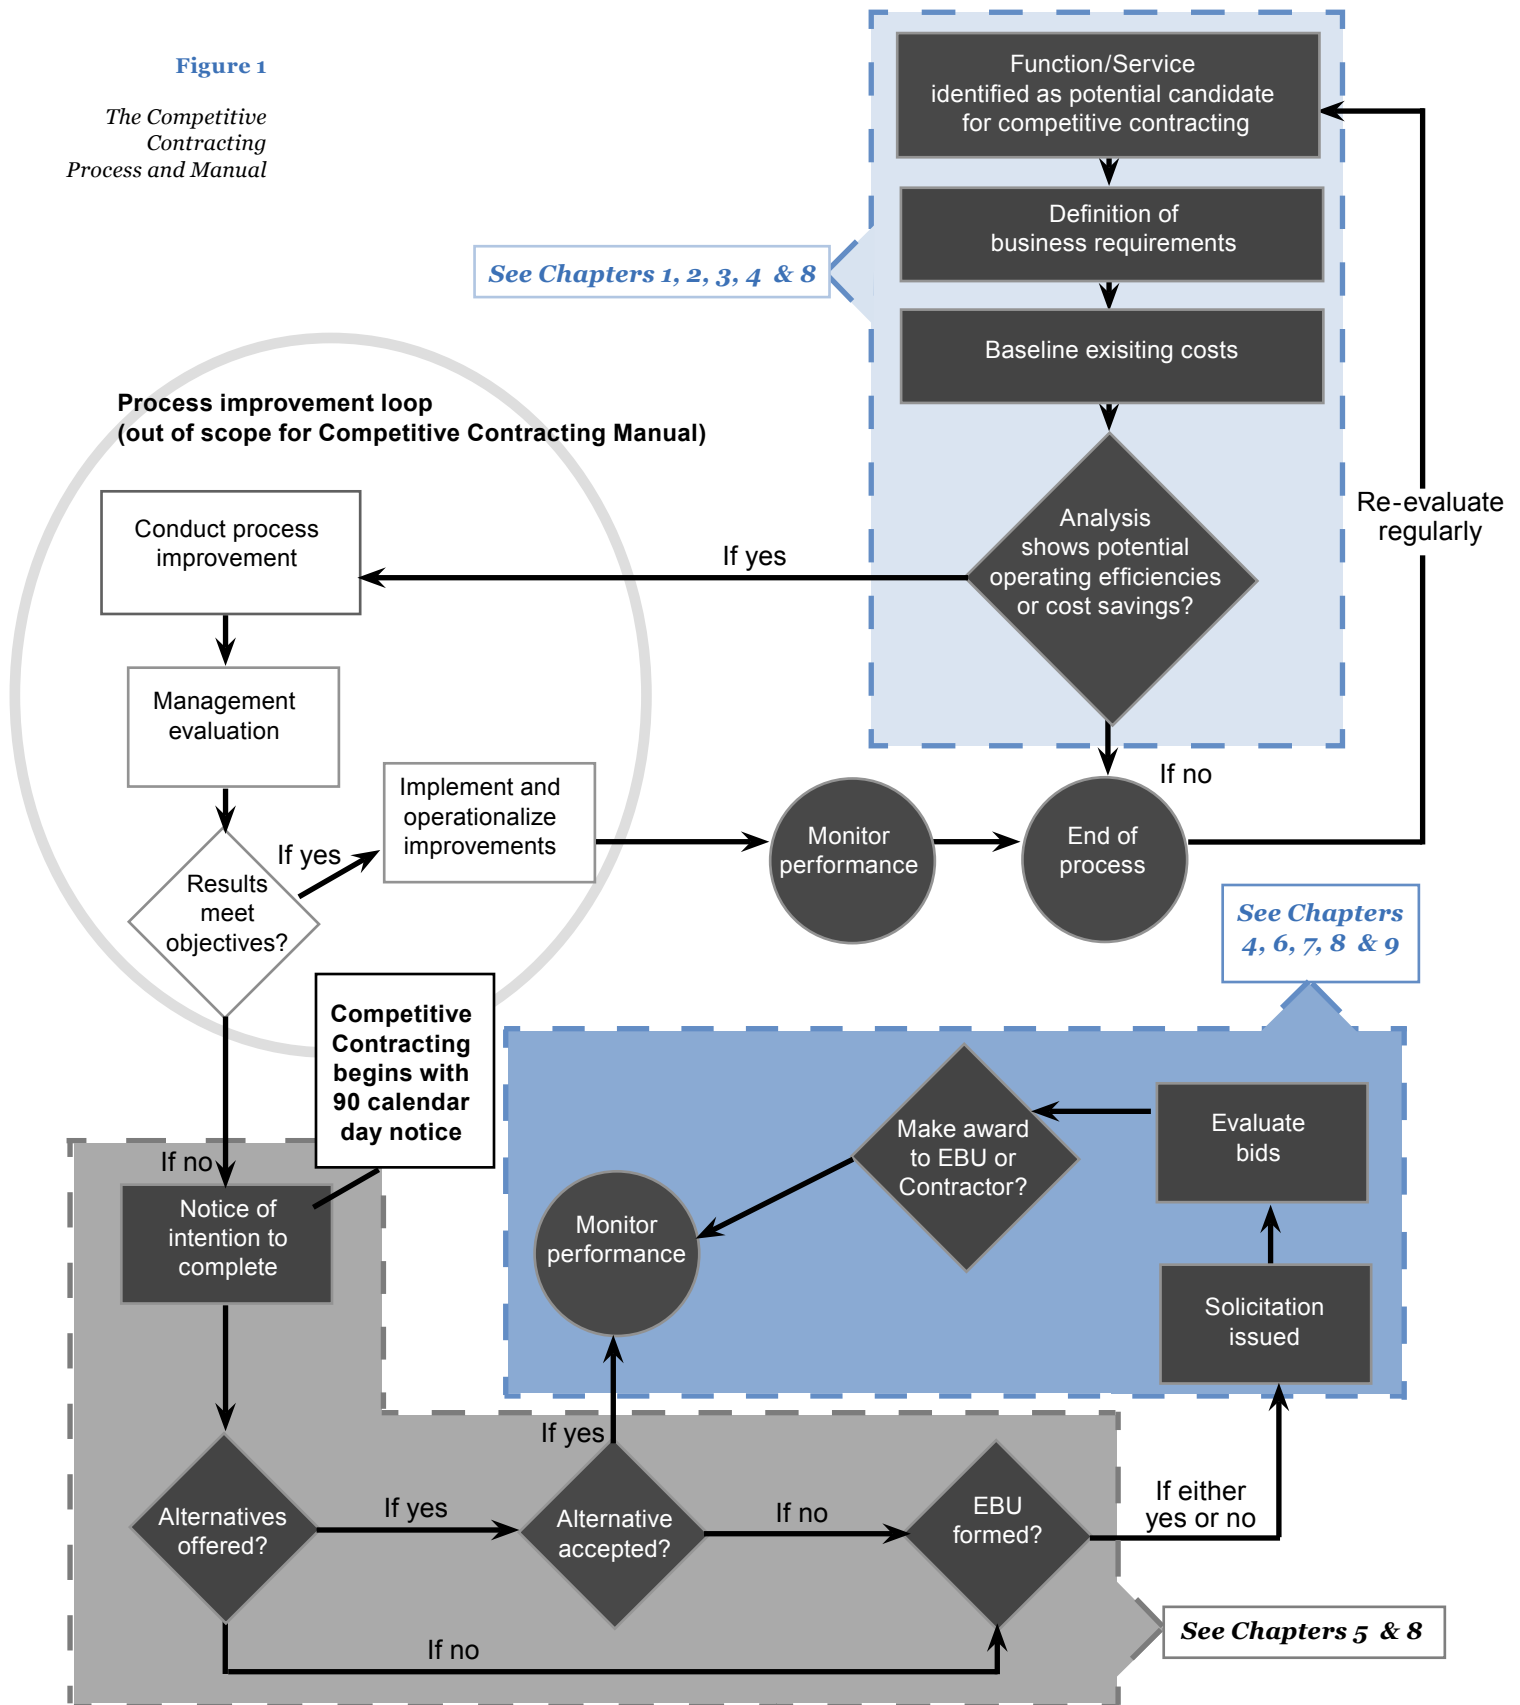 Figure 1
The Competitive
Contracting
Process and Manual
Function/Service
identified as potential candidate
for competitive contracting
Definition of
business requirements
See Chapters 1, 2, 3, 4 & 8
Baseline exisiting costs
Process improvement loop
(out of scope for Competitive Contracting Manual)
Analysis
shows potential
operating efficiencies
or cost savings?
Re-evaluate
regularly
If yes
Conduct process
improvement
Management
evaluation
If no
Implement and
operationalize
improvements
If yes
Results
meet
objectives?
Monitor
performance
End of
process
See Chapters
4, 6, 7, 8 & 9
Competitive
Contracting
begins with
90 calendar
day notice
If no
Notice of
intention to
complete
Make award
to EBU or
Contractor?
Evaluate
bids
Monitor
performance
Solicitation
issued
If yes
Alternatives
offered?
If yes
Alternative
accepted?
If no
EBU
formed?
If either
yes or no
If no
See Chapters 5 & 8